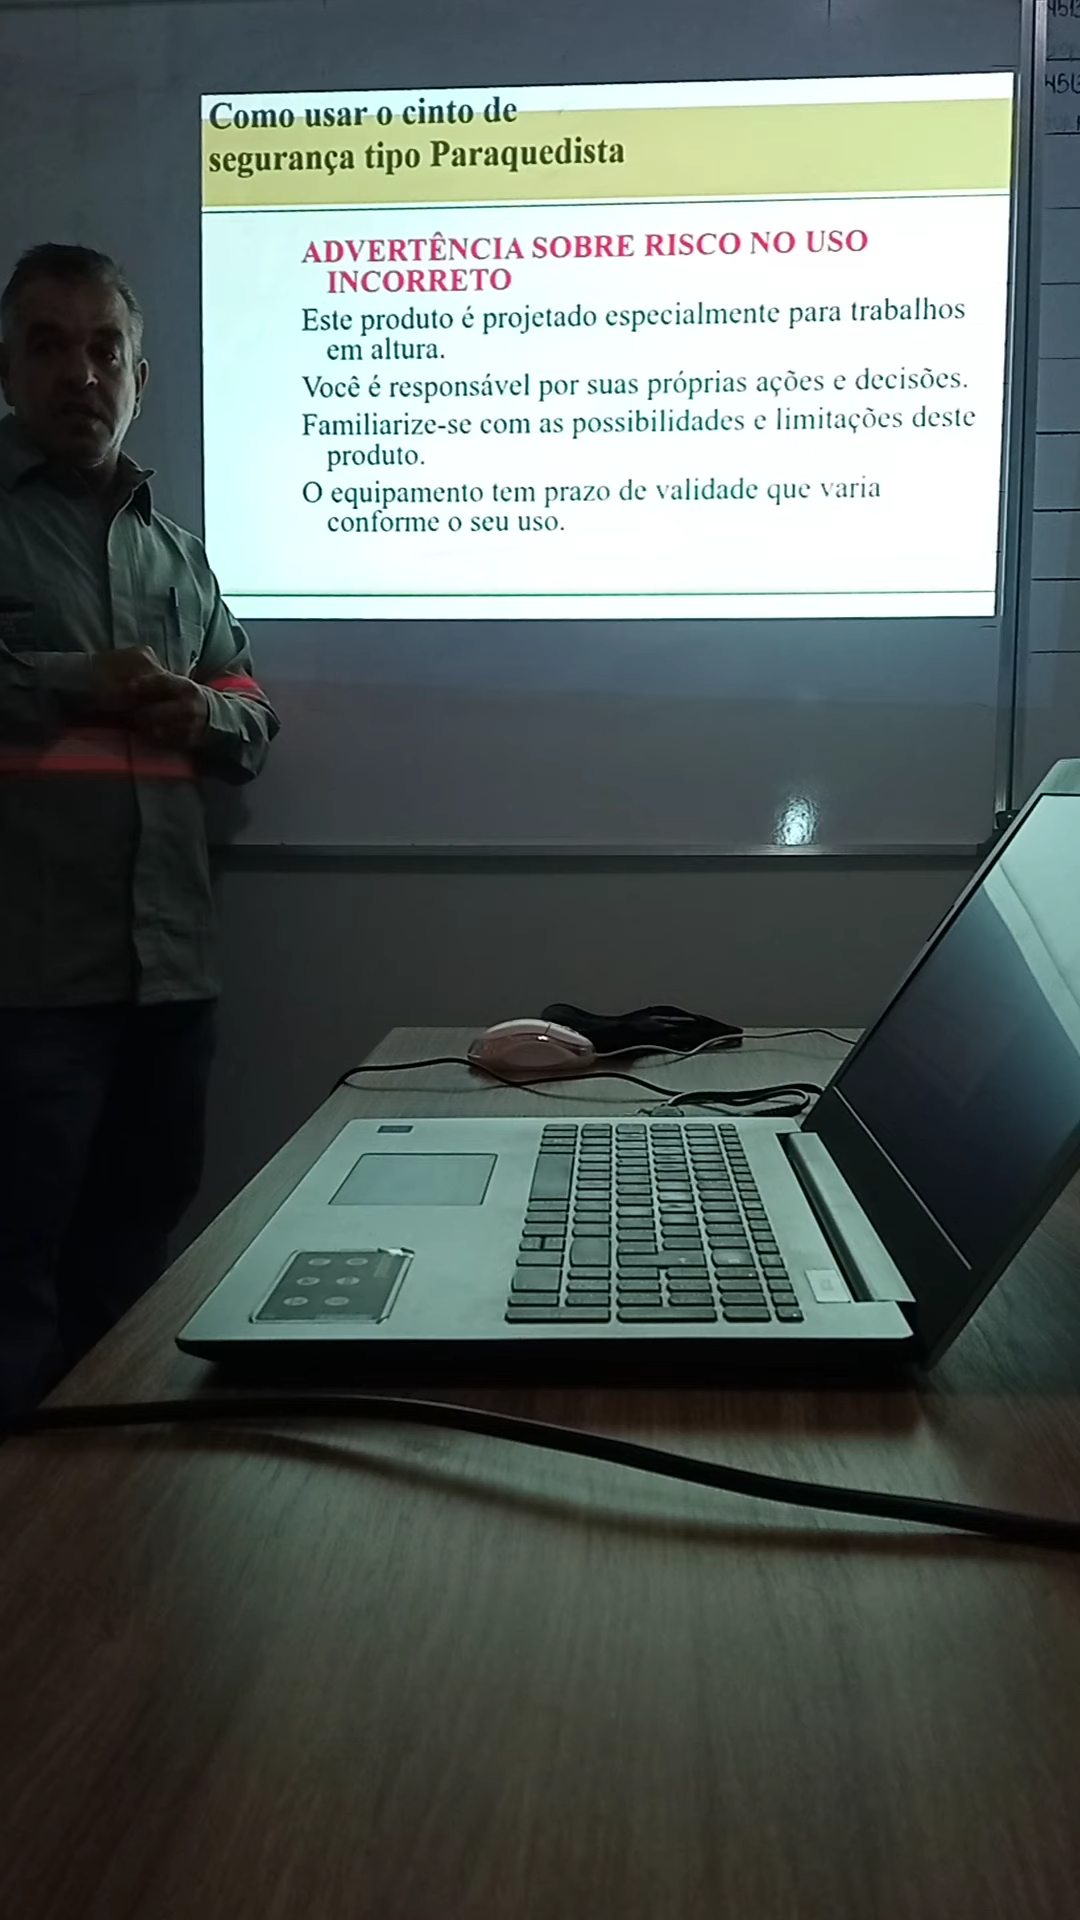 Como usar o cinto de
segurança tipo Paraquedista
ADVERTÊNCIA SOBRE RISCO NO USO
INCORRETO
Este produto é projetado especialmente para trabalhos
em altura.
Você é responsável por suas próprias ações e decisões.
Familiarize-se com as possibilidades e limitações deste
produto.
O equipamento tem prazo de validade que varia
conforme o seu uso.